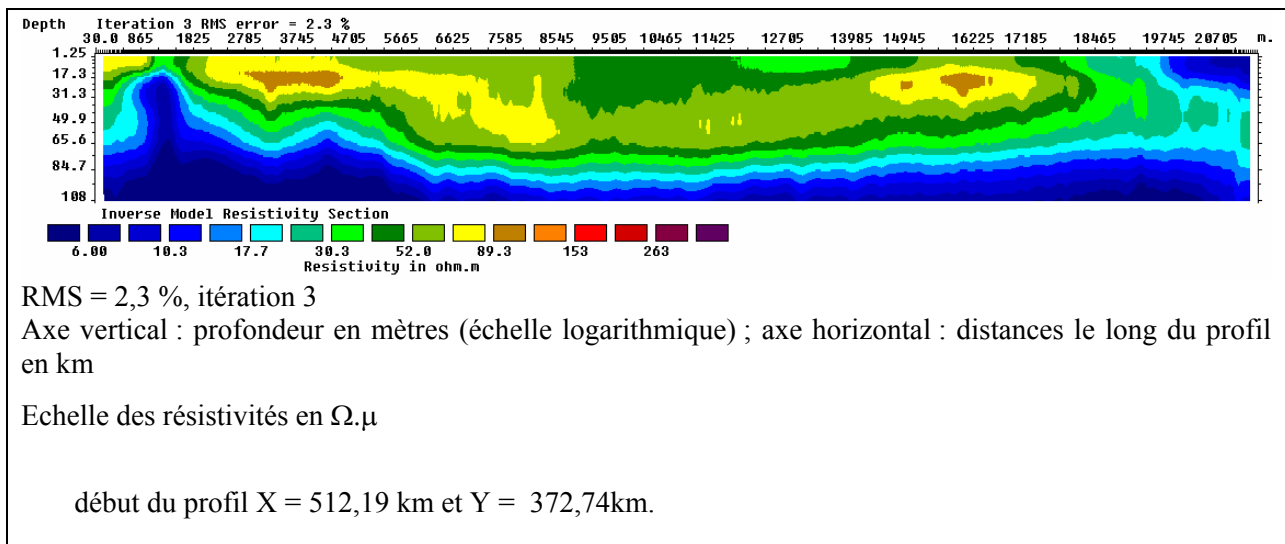 Depth Iteration 3 RMS error = 2.3 %
30.0 865 1825 2785 3745 4705 5665 6625 7585 8545 9505 10465 11425 12705 13985 14945 16225 17185 18465 19745 20705 m.
1.25
17.3
31.3
49.9
65.6
84.7
108
Inverse Model Resistivity Section
6.00 10.3 17.7 30.3 52.0 89.3 153 263
Resistivity in ohm.m
RMS = 2,3 %, itération 3
Axe vertical : profondeur en mètres (échelle logarithmique) ; axe horizontal : distances le long du profil
en km
Echelle des résistivités en Ω.μ
début du profil X = 512,19 km et Y = 372,74km.